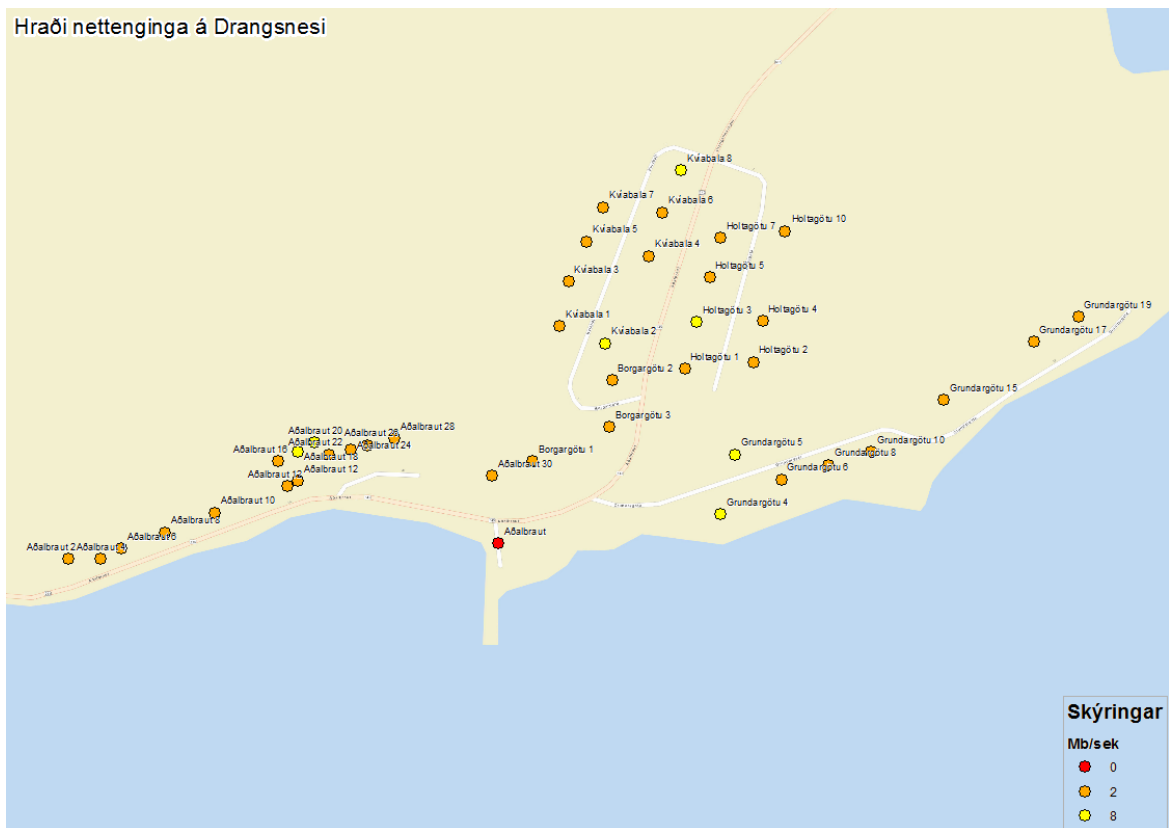 Hraði nettenginga á Drangsnesi
Kvíabala 8
Kvíabala 7
Kvíabala 6
Holtagötu 7
Holtagötu 10
Kvíabala 5
Kvíabala 4
Kvíabala 3
Holtagötu 5
Kvíabala 1
Holtagötu 3
Holtagötu 4
Grundargötu 19
Kvíabala 2
Grundargötu 17
Borgargötu 2
Holtagötu 1
Holtagötu 2
Grundargötu 15
Borgargötu 3
Aðalbraut 20
Aðalbraut 28
Aðalbraut 22
Aðalbraut 24
Aðalbraut 16
Aðalbraut 18
Borgargötu 1
Grundargötu 5
Grundargötu 10
Grundargötu 8
Aðalbraut 12
Aðalbraut 30
Grundargötu 6
Aðalbraut 10
Grundargötu 4
Aðalbraut 8
Aðalbraut 6
Aðalbraut
Aðalbraut 2
Aðalbraut 4
Skýringar
Mb/sek
0
2
8